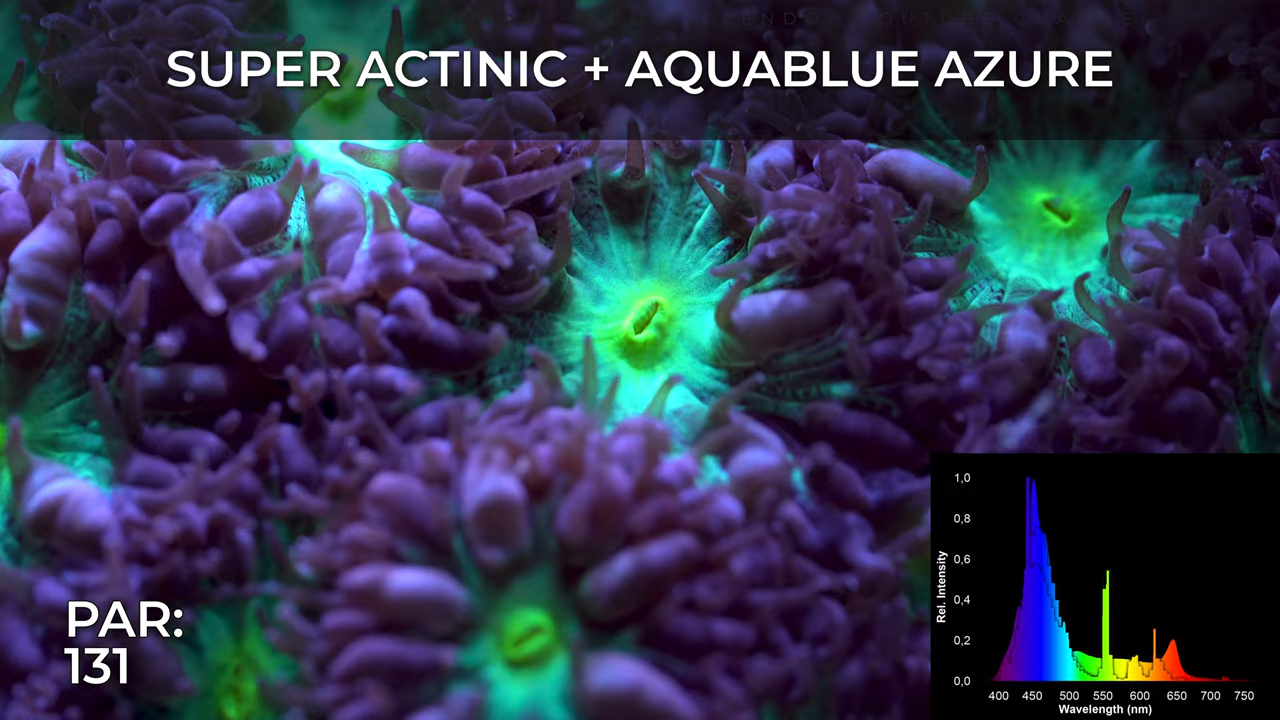 SUPER ACTINIC + AQUABLUE AZURE
PAR:
131
1,0
0,8
0,6
0,4
0,2
0,0
Rel. Intensity
400 450 500 550 600 650 700 750
Wavelength (nm)